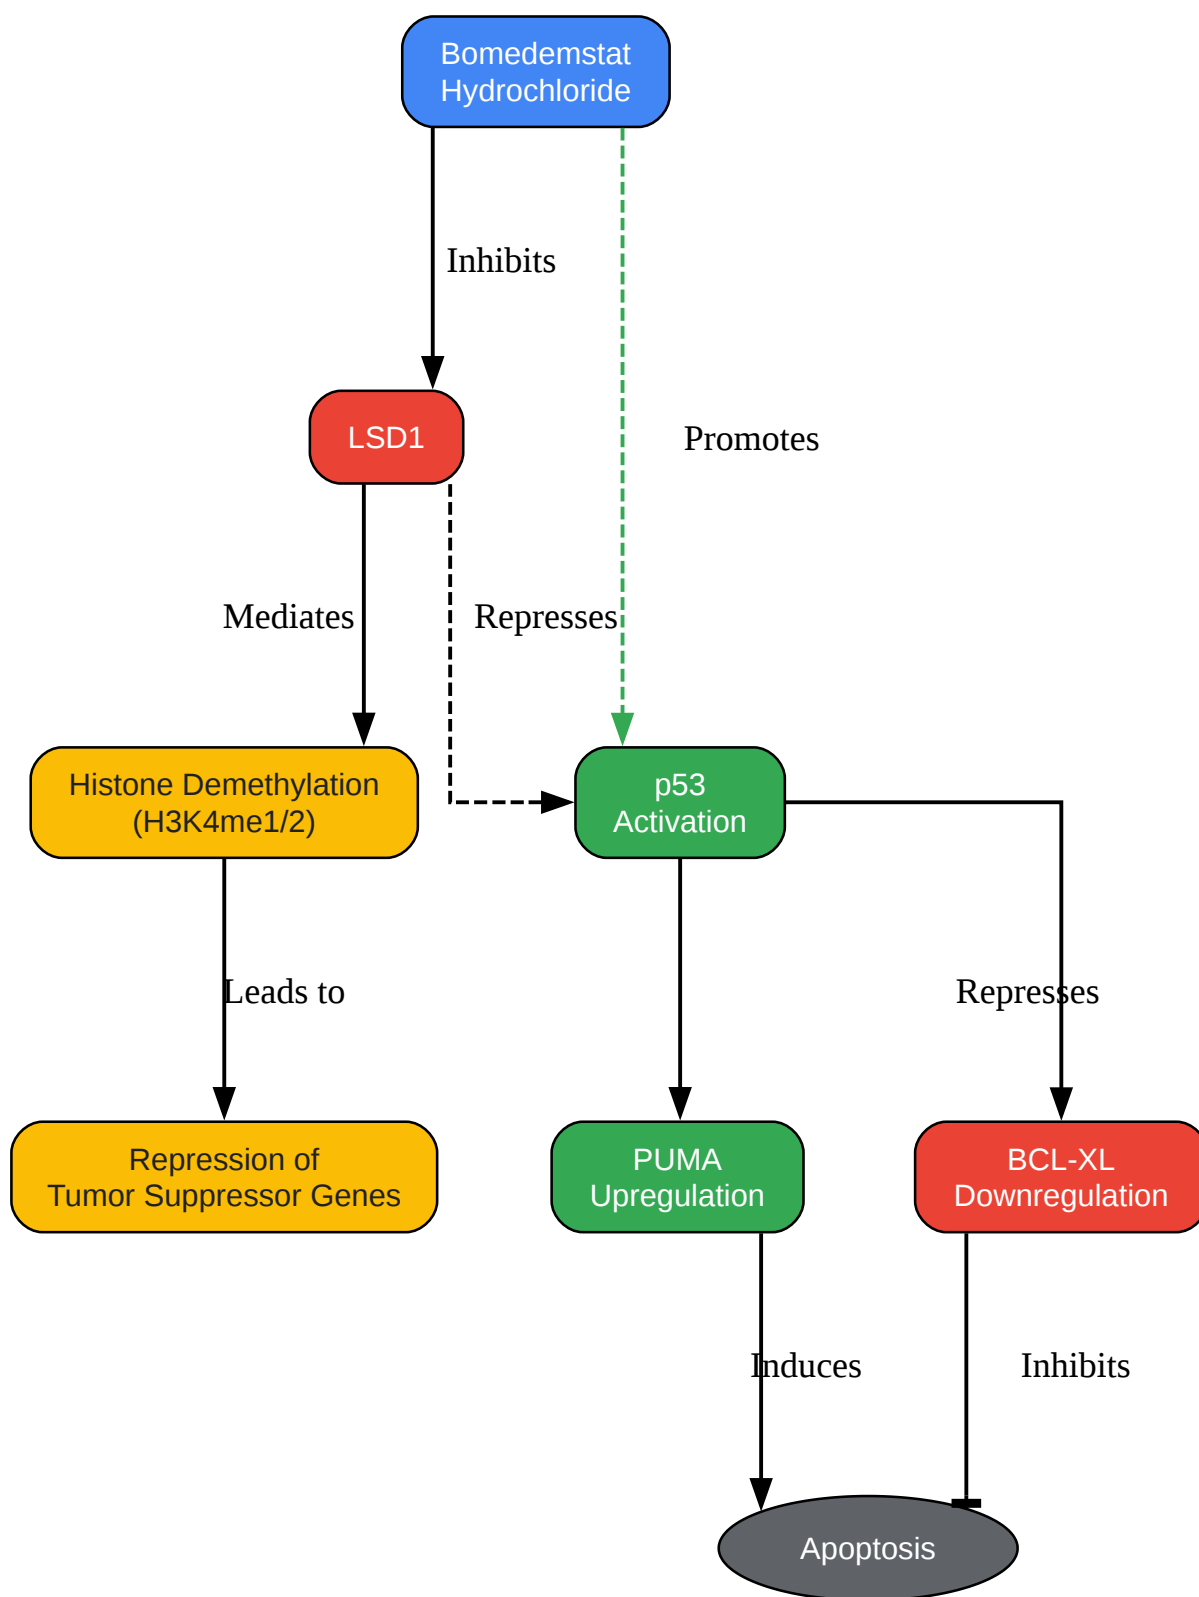 Bomedemstat
Hydrochloride
Inhibits
LSD1
Promotes
Mediates
Represses
Histone Demethylation
(H3K4me1/2)
p53
Activation
Leads to
Represses
Repression of
Tumor Suppressor Genes
PUMA
Upregulation
BCL-XL
Downregulation
Induces
Inhibits
Apoptosis